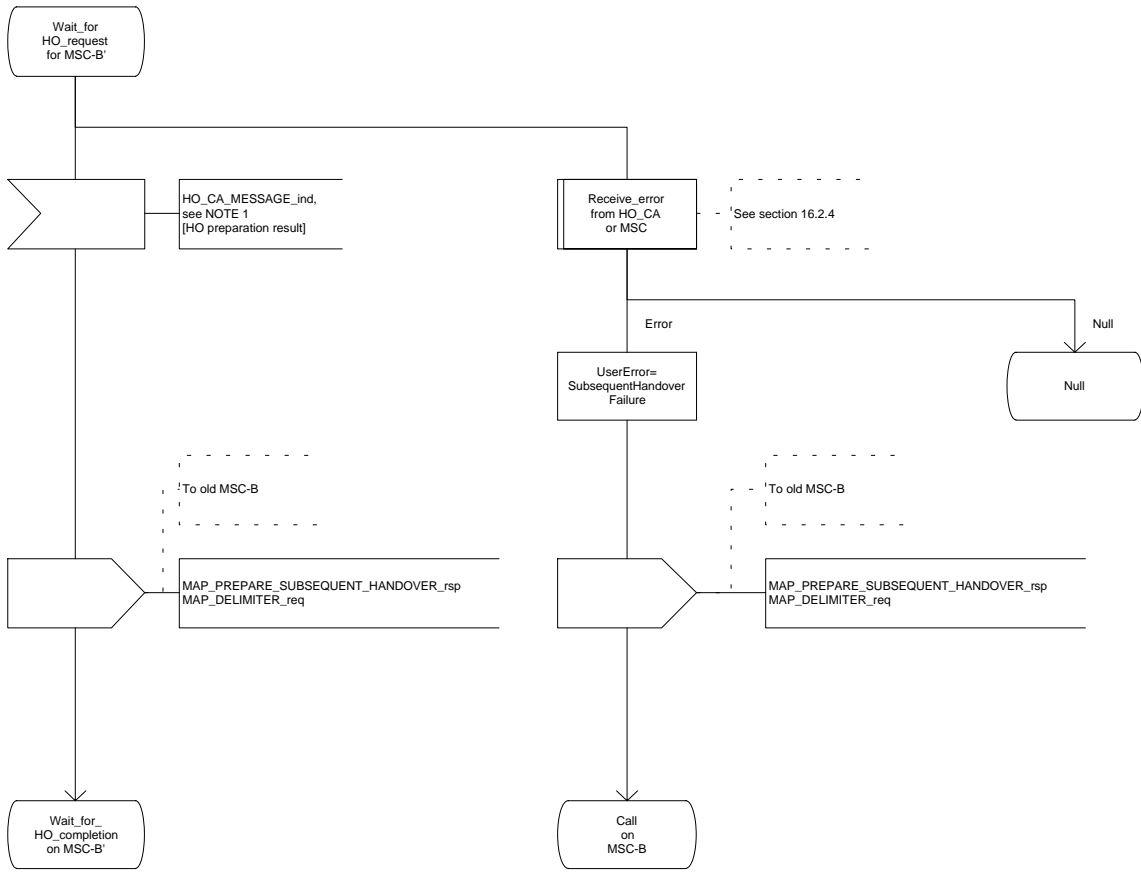 Wait_for
HO_request
for MSC-B'
HO_CA_MESSAGE_ind,
see NOTE 1
[HO preparation result]
Receive_error
from HO_CA
or MSC
See section 16.2.4
Error
Null
UserError=
SubsequentHandover
Failure
Null
To old MSC-B
To old MSC-B
MAP_PREPARE_SUBSEQUENT_HANDOVER_rsp
MAP_DELIMITER_req
MAP_PREPARE_SUBSEQUENT_HANDOVER_rsp
MAP_DELIMITER_req
Wait_for_
HO_completion
on MSC-B'
Call
on
MSC-B